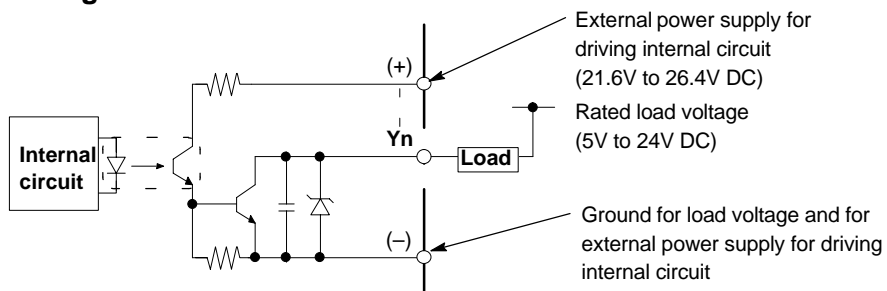 External power supply for
driving internal circuit
(21.6V to 26.4V DC)
(+)
Rated load voltage
(5V to 24V DC)
Yn
Load
Internal
circuit
(–)
Ground for load voltage and for
external power supply for driving
internal circuit